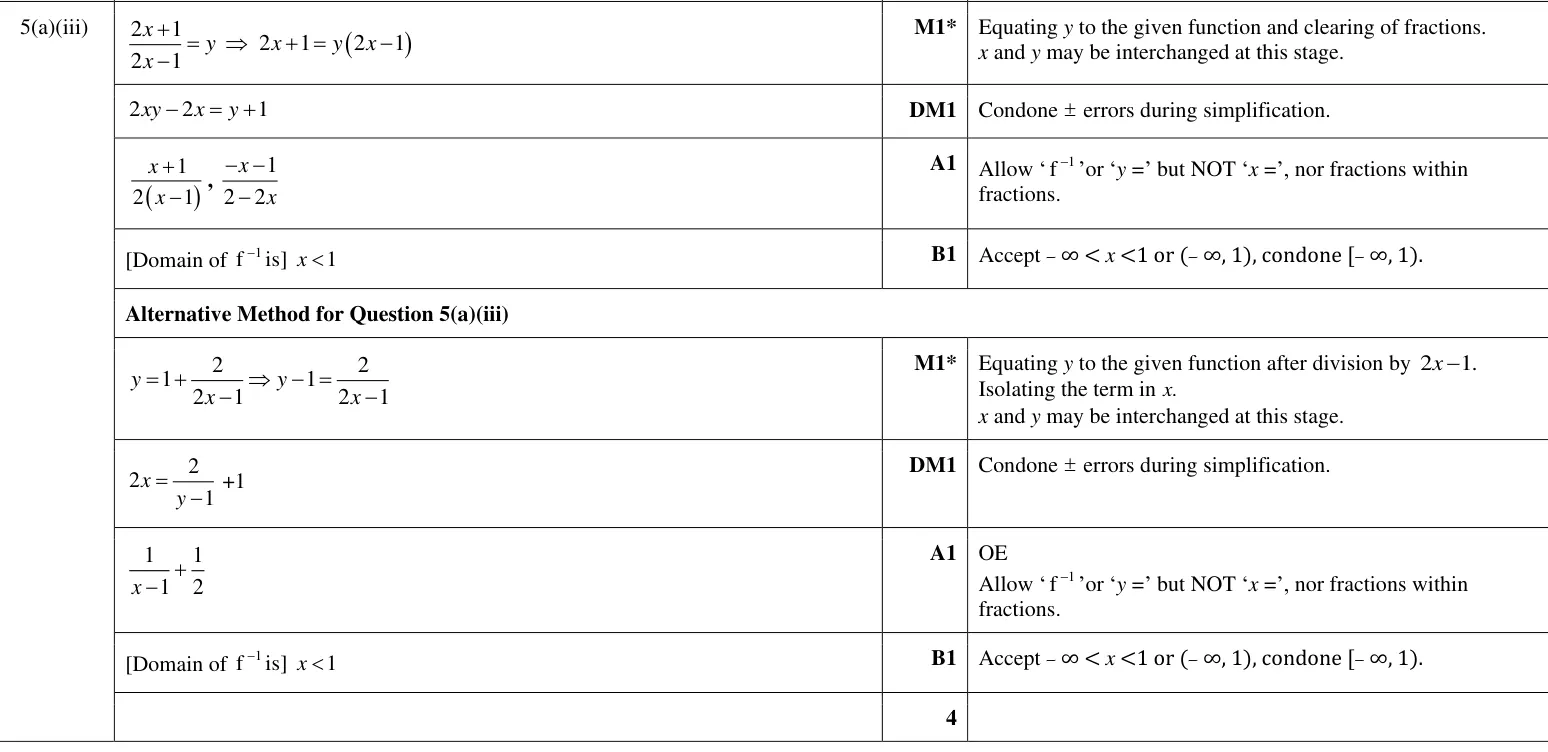 5(a)(iii)
(2x+1)/(2x−1) = y ⇒ 2x+1 = y(2x−1)
M1*
Equating y to the given function and clearing of fractions.
x and y may be interchanged at this stage.
2xy − 2x = y + 1
DM1
Condone ± errors during simplification.
(x+1)/(2(x−1)) , (−x−1)/(2−2x)
A1
Allow ‘ f⁻¹ ’or ‘y =’ but NOT ‘x =’, nor fractions within
fractions.
[Domain of f⁻¹ is] x < 1
B1
Accept – ∞ < x <1 or (– ∞, 1), condone [– ∞, 1).
Alternative Method for Question 5(a)(iii)
y = 1 + 2/(2x−1) ⇒ y − 1 = 2/(2x−1)
M1*
Equating y to the given function after division by 2x−1.
Isolating the term in x.
x and y may be interchanged at this stage.
2x = 2/(y−1) +1
DM1
Condone ± errors during simplification.
1/(x−1) + 1/2
A1
OE
Allow ‘ f⁻¹ ’or ‘y =’ but NOT ‘x =’, nor fractions within
fractions.
[Domain of f⁻¹ is] x < 1
B1
Accept – ∞ < x <1 or (– ∞, 1), condone [– ∞, 1).
4